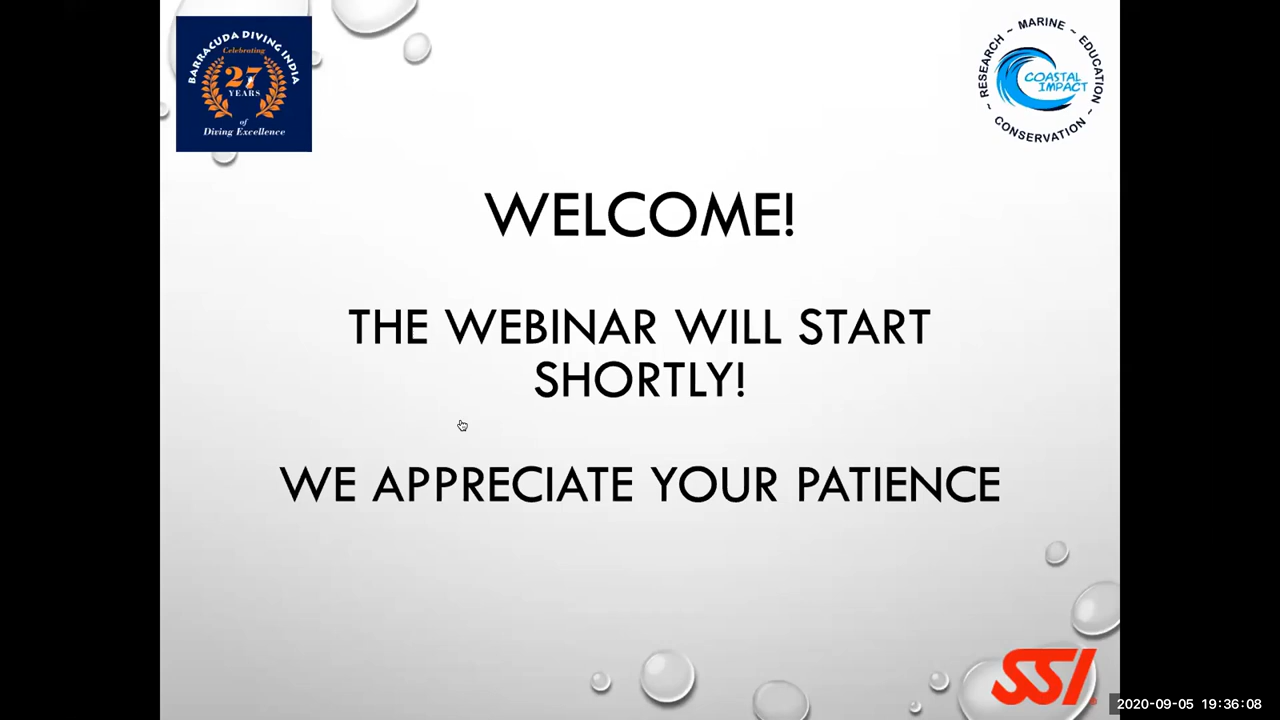 BARRACUDA DIVING INDIA
Celebrating
27
YEARS
of
Diving Excellence
RESEARCH ~ MARINE ~ EDUCATION ~ CONSERVATION ~
COASTAL
IMPACT
WELCOME!
THE WEBINAR WILL START
SHORTLY!
WE APPRECIATE YOUR PATIENCE
SSI
2020-09-05 19:36:08